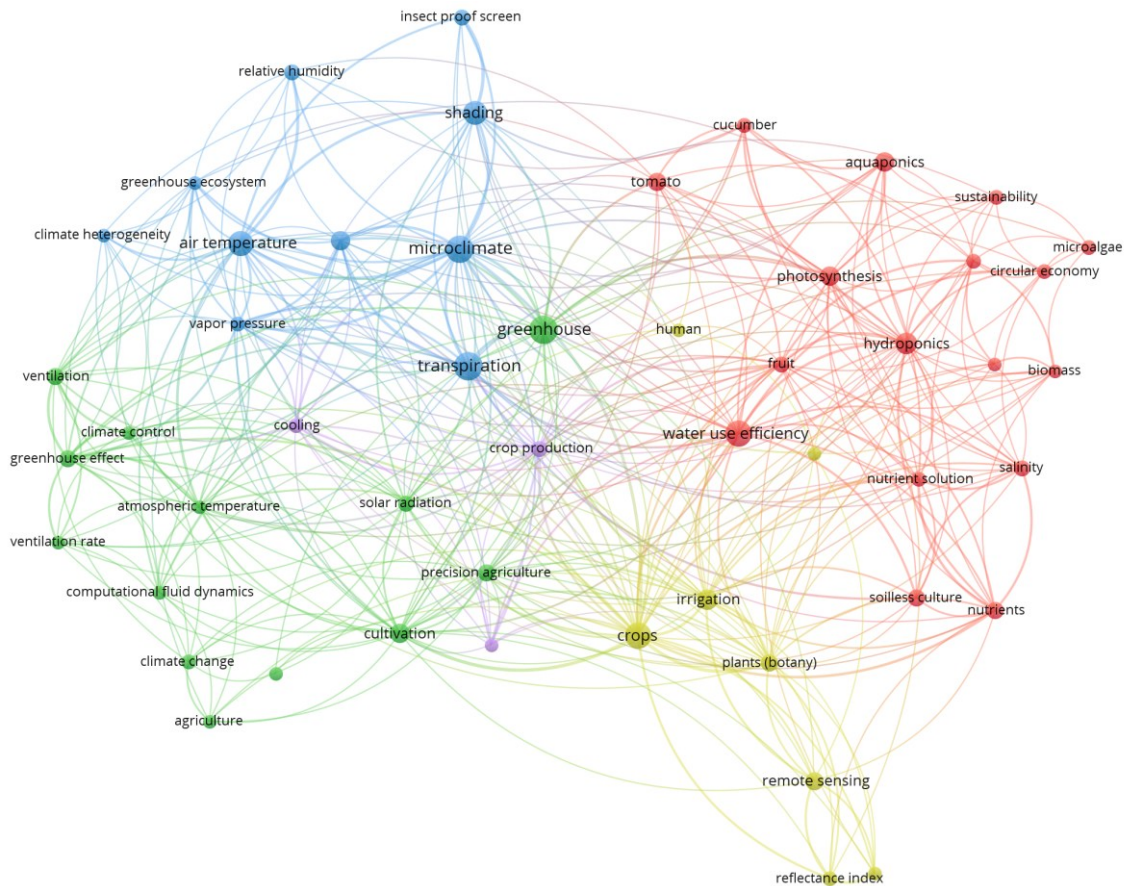 insect proof screen
relative humidity
shading
cucumber
aquaponics
tomato
greenhouse ecosystem
sustainability
climate heterogeneity
air temperature
microclimate
microalgae
photosynthesis
circular economy
vapor pressure
greenhouse
human
hydroponics
transpiration
fruit
biomass
ventilation
cooling
climate control
water use efficiency
greenhouse effect
crop production
nutrient solution
salinity
atmospheric temperature
solar radiation
ventilation rate
precision agriculture
computational fluid dynamics
irrigation
soilless culture
nutrients
cultivation
crops
climate change
plants (botany)
agriculture
remote sensing
reflectance index